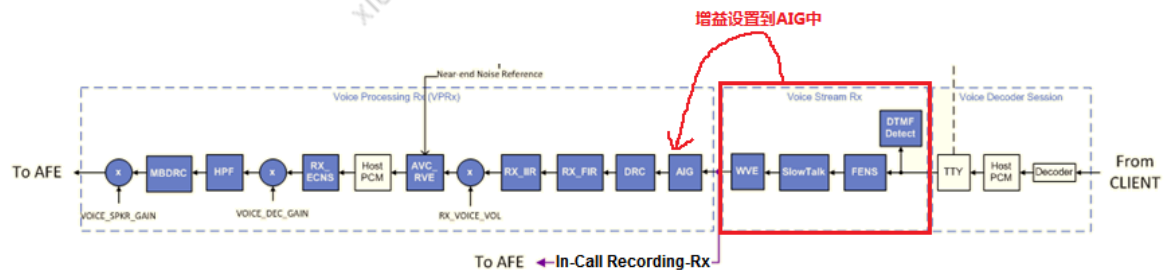 增益设置到AIG中
Near-end Noise Reference
Voice Processing Rx (VPRx)
Voice Stream Rx
Voice Decoder Session
DTMF
Detect
To AFE
x
MBDRC
HPF
x
RX_
ECNS
Host
PCM
AVC_
RVE
x
RX_IIR
RX_FIR
DRC
AIG
WVE
SlowTalk
FENS
TTY
Host
PCM
Decoder
From
CLIENT
VOICE_SPKR_GAIN
VOICE_DEC_GAIN
RX_VOICE_VOL
To AFE
In-Call Recording-Rx